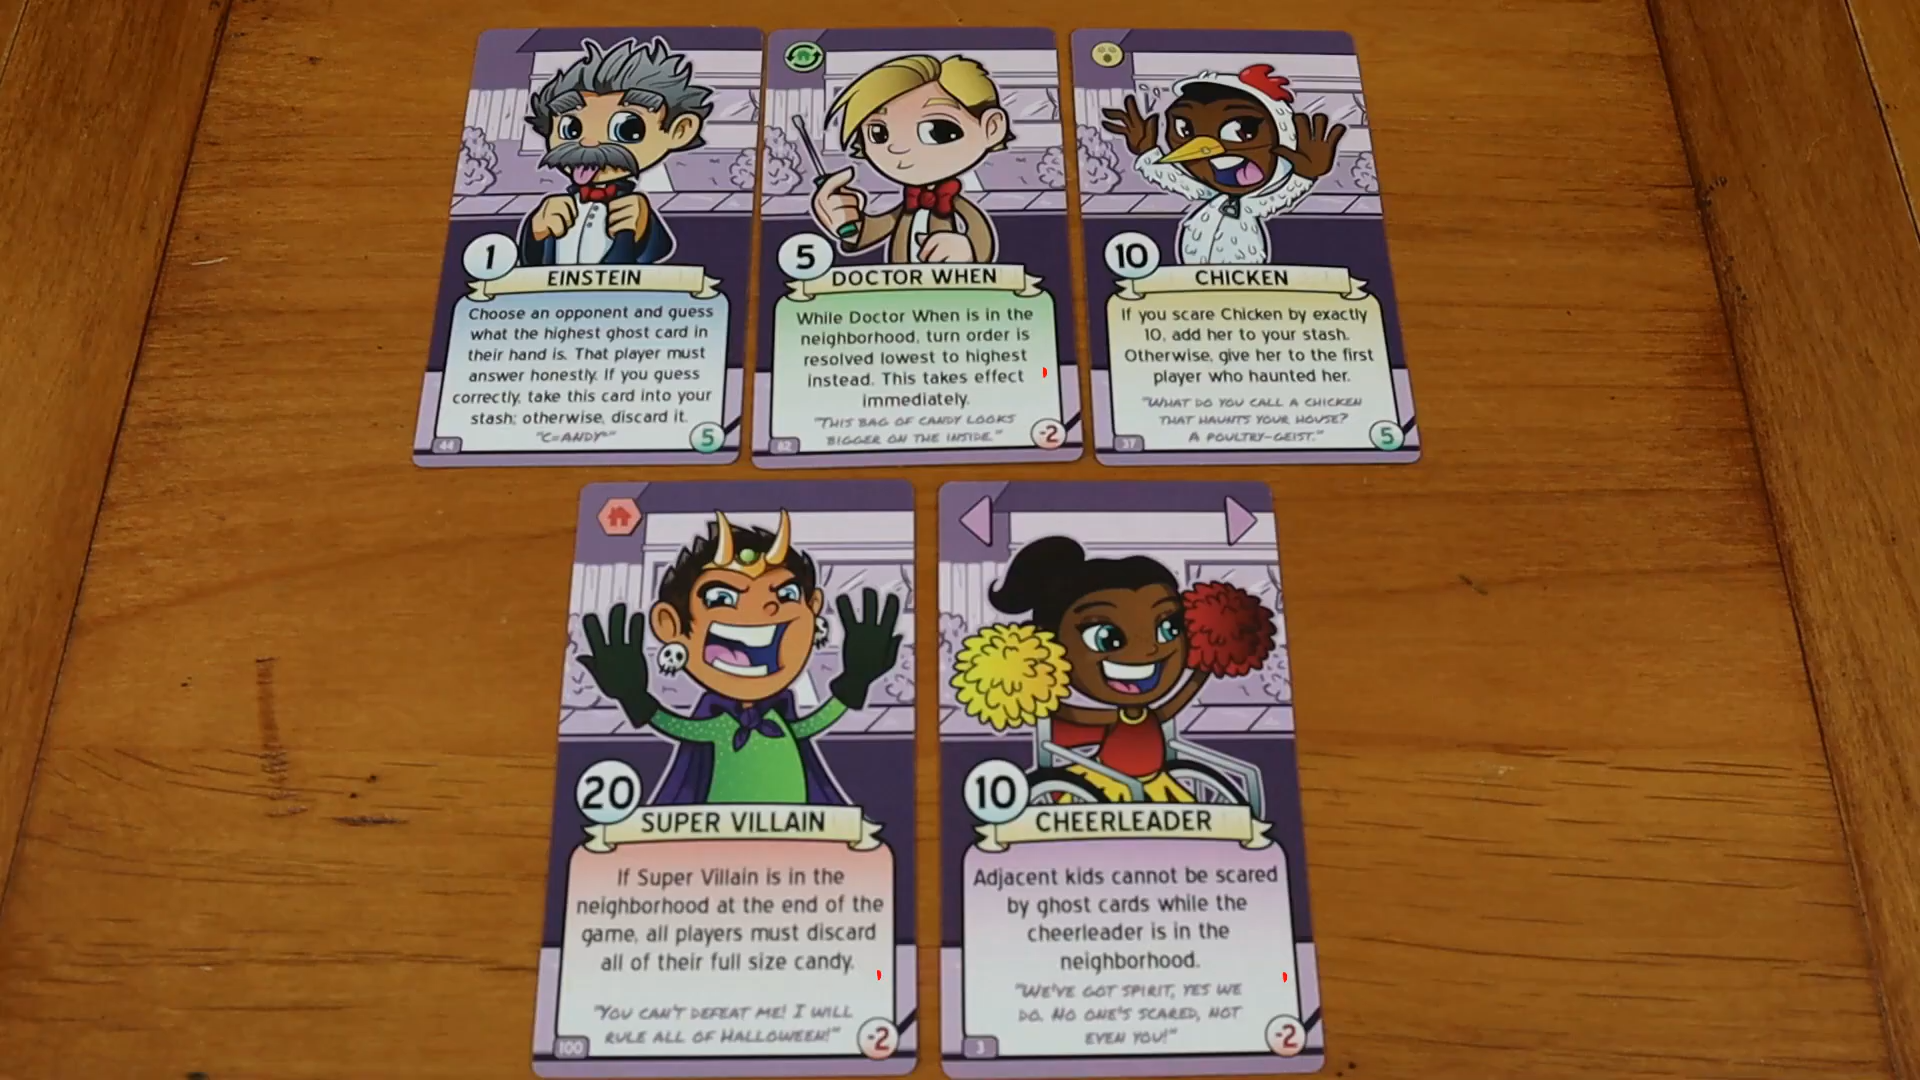 1
EINSTEIN
Choose an opponent and guess
what the highest ghost card in
their hand is. That player must
answer honestly. If you guess
correctly, take this card into your
stash; otherwise, discard it.
"C=ANDY²"
44
5
5
DOCTOR WHEN
While Doctor When is in the
neighborhood, turn order is
resolved lowest to highest
instead. This takes effect
immediately.
"THIS BAG OF CANDY LOOKS
BIGGER ON THE INSIDE."
82
-2
10
CHICKEN
If you scare Chicken by exactly
10, add her to your stash.
Otherwise, give her to the first
player who haunted her.
"WHAT DO YOU CALL A CHICKEN
THAT HAUNTS YOUR HOUSE?
A POULTRY-GEIST."
37
5
20
SUPER VILLAIN
If Super Villain is in the
neighborhood at the end of the
game, all players must discard
all of their full size candy.
"YOU CAN'T DEFEAT ME! I WILL
RULE ALL OF HALLOWEEN!"
100
-2
10
CHEERLEADER
Adjacent kids cannot be scared
by ghost cards while the
cheerleader is in the
neighborhood.
"WE'VE GOT SPIRIT, YES WE
DO. NO ONE'S SCARED, NOT
EVEN YOU!"
3
-2